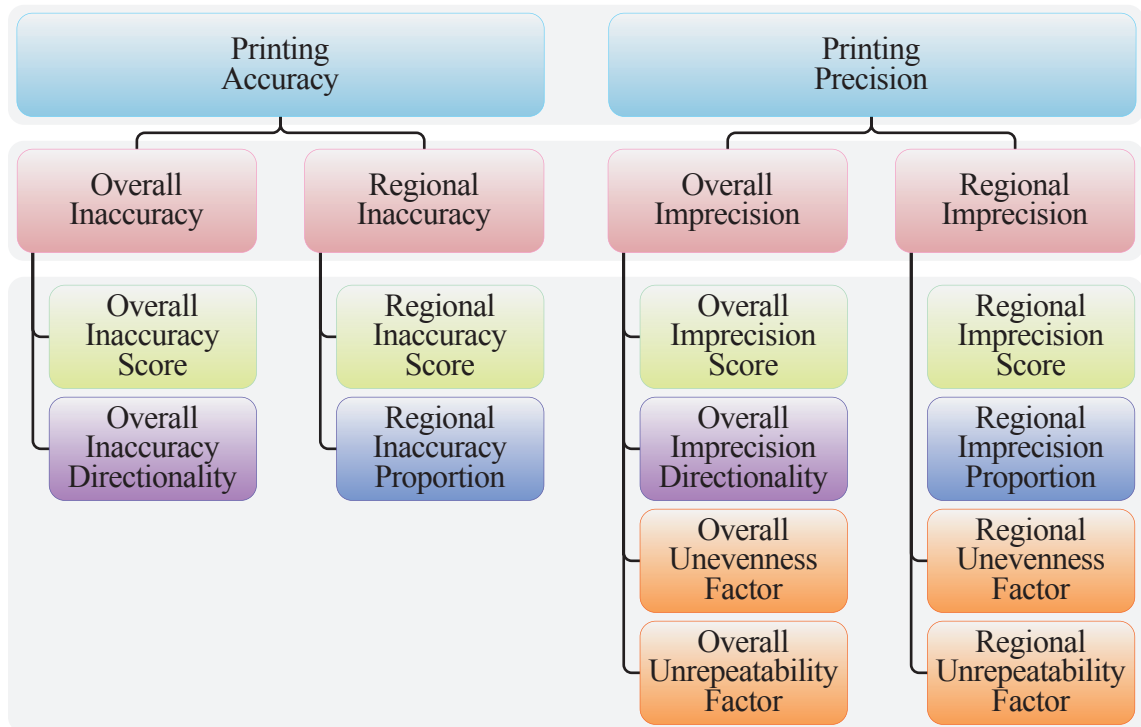 Printing
Accuracy
Printing
Precision
Overall
Inaccuracy
Regional
Inaccuracy
Overall
Imprecision
Regional
Imprecision
Overall
Inaccuracy
Score
Regional
Inaccuracy
Score
Overall
Imprecision
Score
Regional
Imprecision
Score
Overall
Inaccuracy
Directionality
Regional
Inaccuracy
Proportion
Overall
Imprecision
Directionality
Regional
Imprecision
Proportion
Overall
Unevenness
Factor
Regional
Unevenness
Factor
Overall
Unrepeatability
Factor
Regional
Unrepeatability
Factor